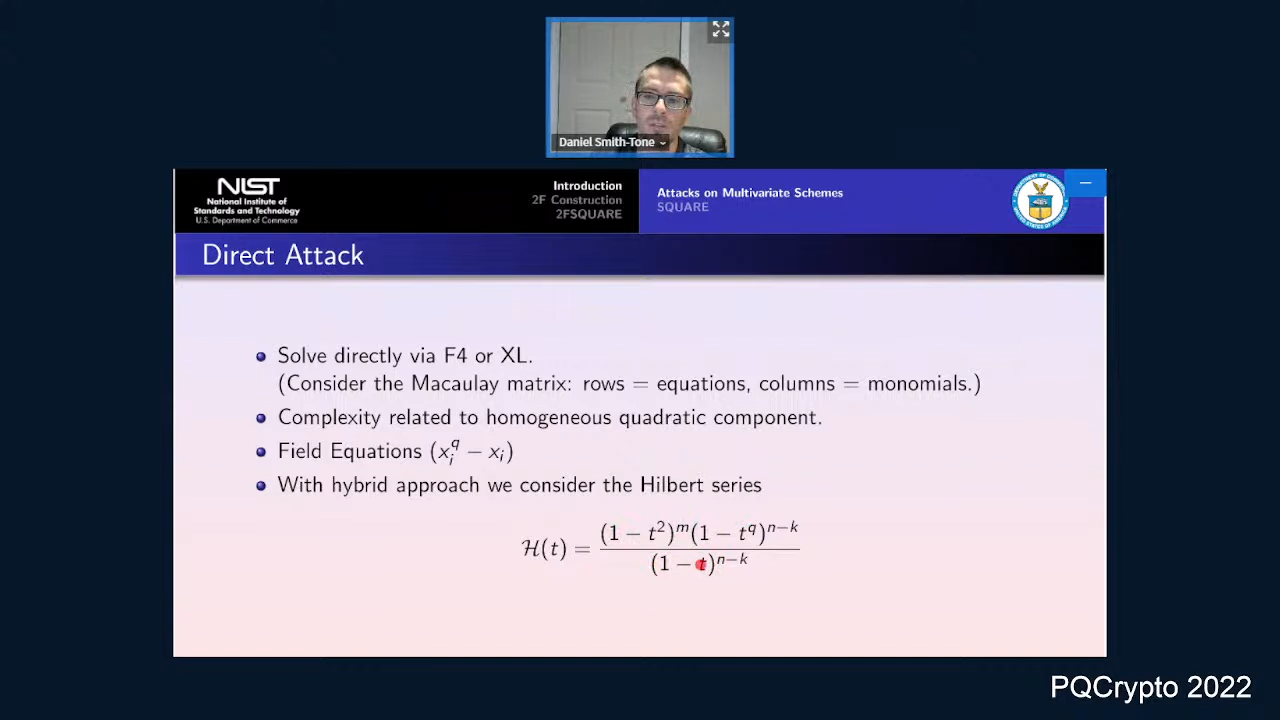 Daniel Smith-Tone
NIST
National Institute of
Standards and Technology
U.S. Department of Commerce
Introduction
2F Construction
2FSQUARE
Attacks on Multivariate Schemes
SQUARE
Direct Attack
Solve directly via F4 or XL.
(Consider the Macaulay matrix: rows = equations, columns = monomials.)
Complexity related to homogeneous quadratic component.
Field Equations (x_i^q − x_i)
With hybrid approach we consider the Hilbert series
H(t) = (1 − t^2)^m (1 − t^q)^{n−k} / (1 − t)^{n−k}
PQCrypto 2022